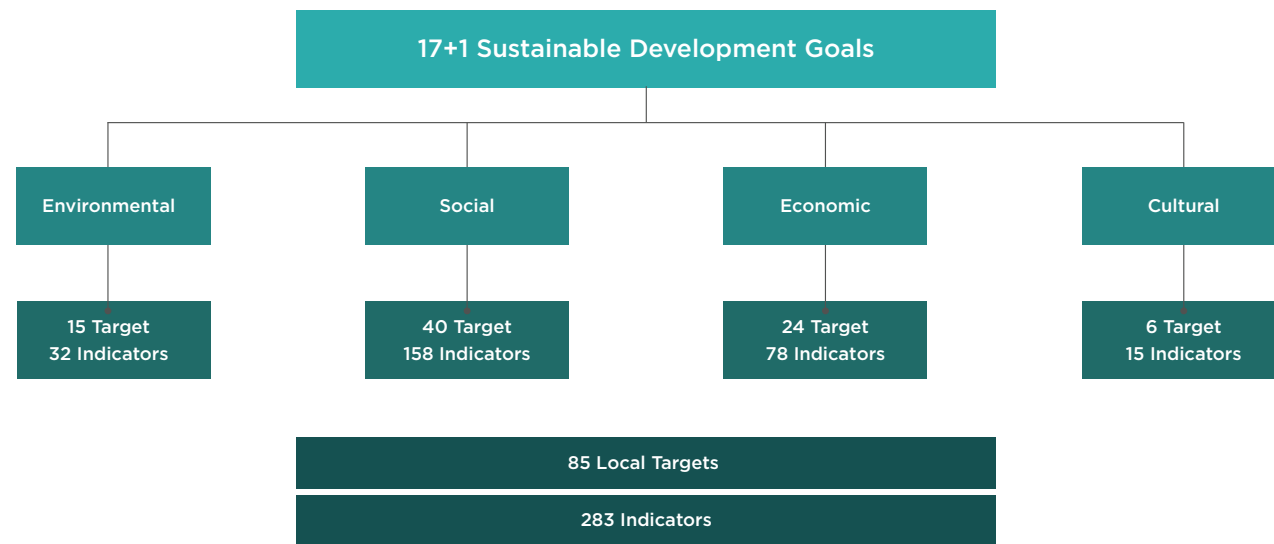 17+1 Sustainable Development Goals
Environmental
Social
Economic
Cultural
15 Target
32 Indicators
40 Target
158 Indicators
24 Target
78 Indicators
6 Target
15 Indicators
85 Local Targets
283 Indicators